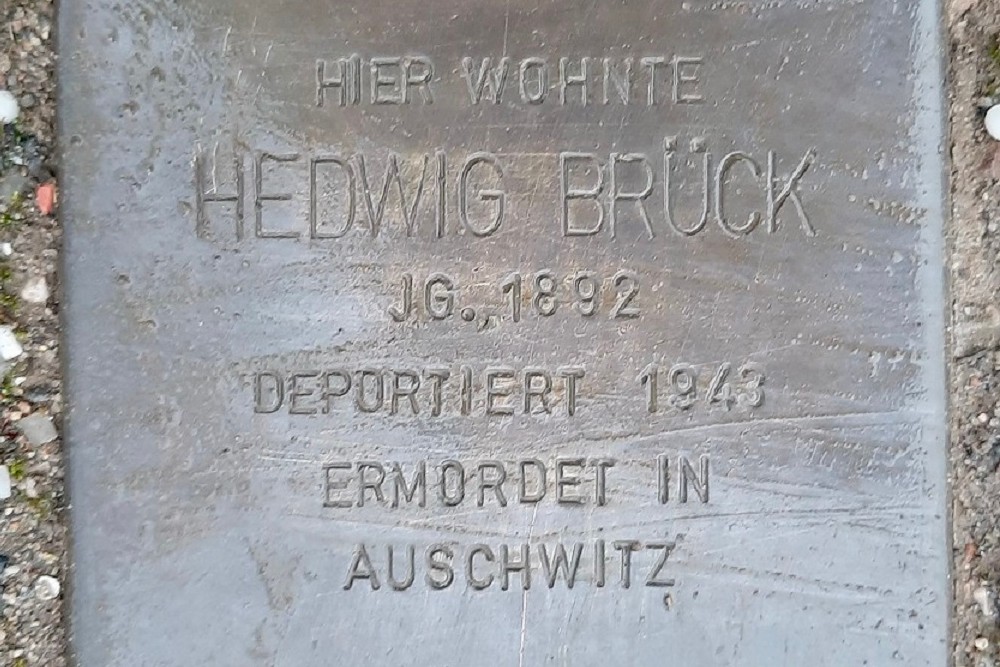 HIER WOHNTE
HEDWIG BRÜCK
JG. 1892
DEPORTIERT 1943
ERMORDET IN
AUSCHWITZ